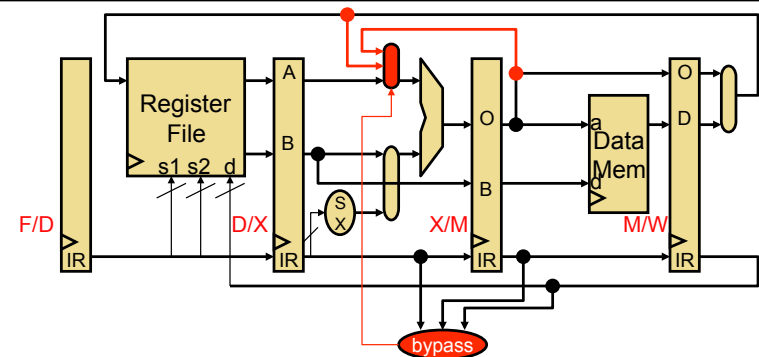 A
O
Register
File
O
a
Data
Mem
d
D
B
B
s1 s2 d
S
X
F/D
D/X
X/M
M/W
IR
IR
IR
IR
bypass